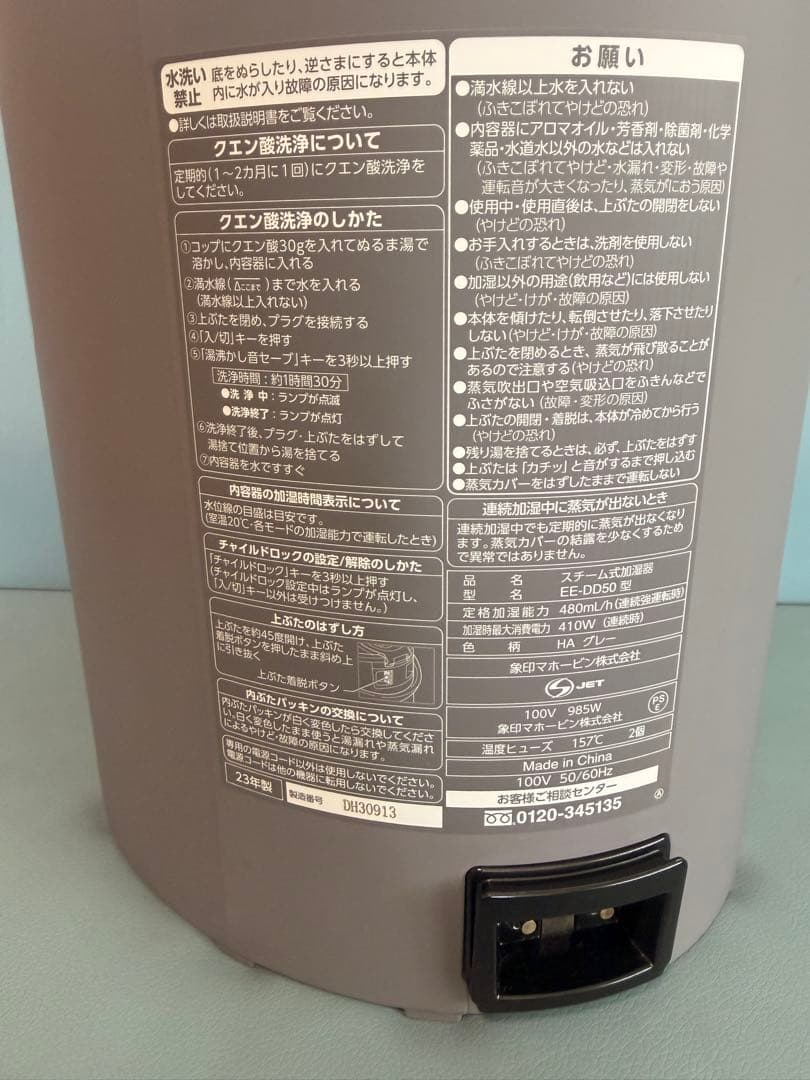 水洗い禁止
底をぬらしたり、逆さまにすると本体
内に水が入り故障の原因になります。
●詳しくは取扱説明書をご覧ください。
クエン酸洗浄について
定期的(1〜2カ月に1回)にクエン酸洗浄を
してください。
クエン酸洗浄のしかた
①コップにクエン酸30gを入れてぬるま湯で
溶かし、内容器に入れる
②満水線(△ここまで)まで水を入れる
(満水線以上入れない)
③上ぶたを閉め、プラグを接続する
④「入/切」キーを押す
⑤「湯沸かし音セーブ」キーを3秒以上押す
洗浄時間:約1時間30分
●洗浄中:ランプが点滅
●洗浄終了:ランプが点灯
⑥洗浄終了後、プラグ・上ぶたをはずして
湯捨て位置から湯を捨てる
⑦内容器を水ですすぐ
内容器の加湿時間表示について
水位線の目盛は目安です。
(室温20℃・各モードの加湿能力で運転したとき)
チャイルドロックの設定/解除のしかた
「チャイルドロック」キーを3秒以上押す
(チャイルドロック設定中はランプが点灯し、
「入/切」キー以外は受けつけません。)
上ぶたのはずし方
上ぶたを約45度開け、上ぶた
着脱ボタンを押したまま斜め上
に引き抜く
上ぶた着脱ボタン
内ぶたパッキンの交換について
内ぶたパッキンが白く変色したら交換してくださ
い。白く変色したまま使うと湯漏れや蒸気漏れ
によるやけど・故障の原因になります。
専用の電源コード以外は使用しないでください。
電源コードは他の機器に転用しないでください。
23年製
製造番号 DH30913
お願い
●満水線以上水を入れない
(ふきこぼれてやけどの恐れ)
●内容器にアロマオイル・芳香剤・除菌剤・化学
薬品・水道水以外の水などは入れない
(ふきこぼれてやけど・水漏れ・変形・故障や
運転音が大きくなったり、蒸気がにおう原因)
●使用中・使用直後は、上ぶたの開閉をしない
(やけどの恐れ)
●お手入れするときは、洗剤を使用しない
(ふきこぼれてやけどの恐れ)
●加湿以外の用途(飲用など)には使用しない
(やけど・けが・故障の原因)
●本体を傾けたり、転倒させたり、落下させたり
しない(やけど・けが・故障の原因)
●上ぶたを閉めるとき、蒸気が飛び散ることが
あるので注意する(やけどの恐れ)
●蒸気吹出口や空気吸込口をふきんなどで
ふさがない(故障・変形の原因)
●上ぶたの開閉・着脱は、本体が冷めてから行う
(やけどの恐れ)
●残り湯を捨てるときは、必ず、上ぶたをはずす
●上ぶたは「カチッ」と音がするまで押し込む
●蒸気カバーをはずしたままで運転しない
連続加湿中に蒸気が出ないとき
連続加湿中でも定期的に蒸気が出なくなり
ます。蒸気カバーの結露を少なくするため
で異常ではありません。
品名 スチーム式加湿器
型名 EE-DD50型
定格加湿能力 480mL/h(連続強運転時)
加湿時最大消費電力 410W(連続時)
色柄 HA グレー
象印マホービン株式会社
JET
100V 985W
象印マホービン株式会社
PSE
温度ヒューズ 157℃ 2個
Made in China
100V 50/60Hz
お客様ご相談センター
0120-345135
Ⓐ